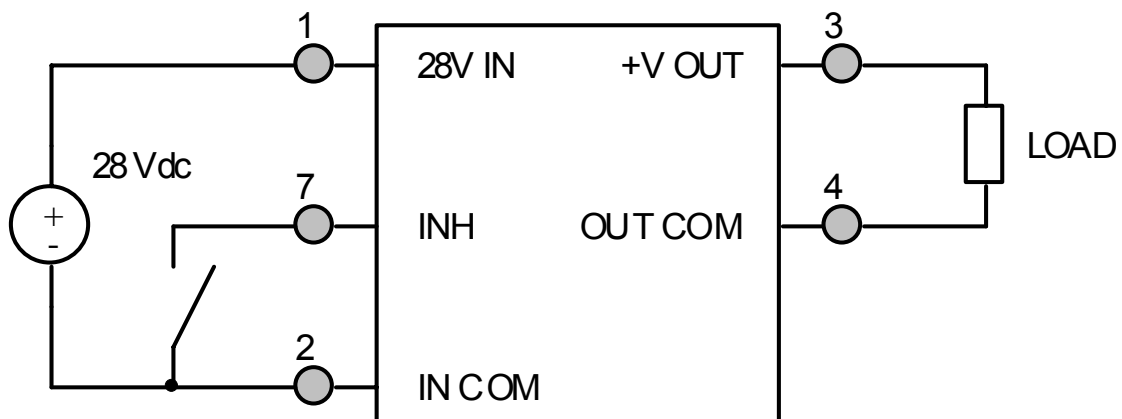 1
3
28V IN
+V OUT
28 Vdc
LOAD
7
4
+
-
INH
OUT COM
2
IN COM